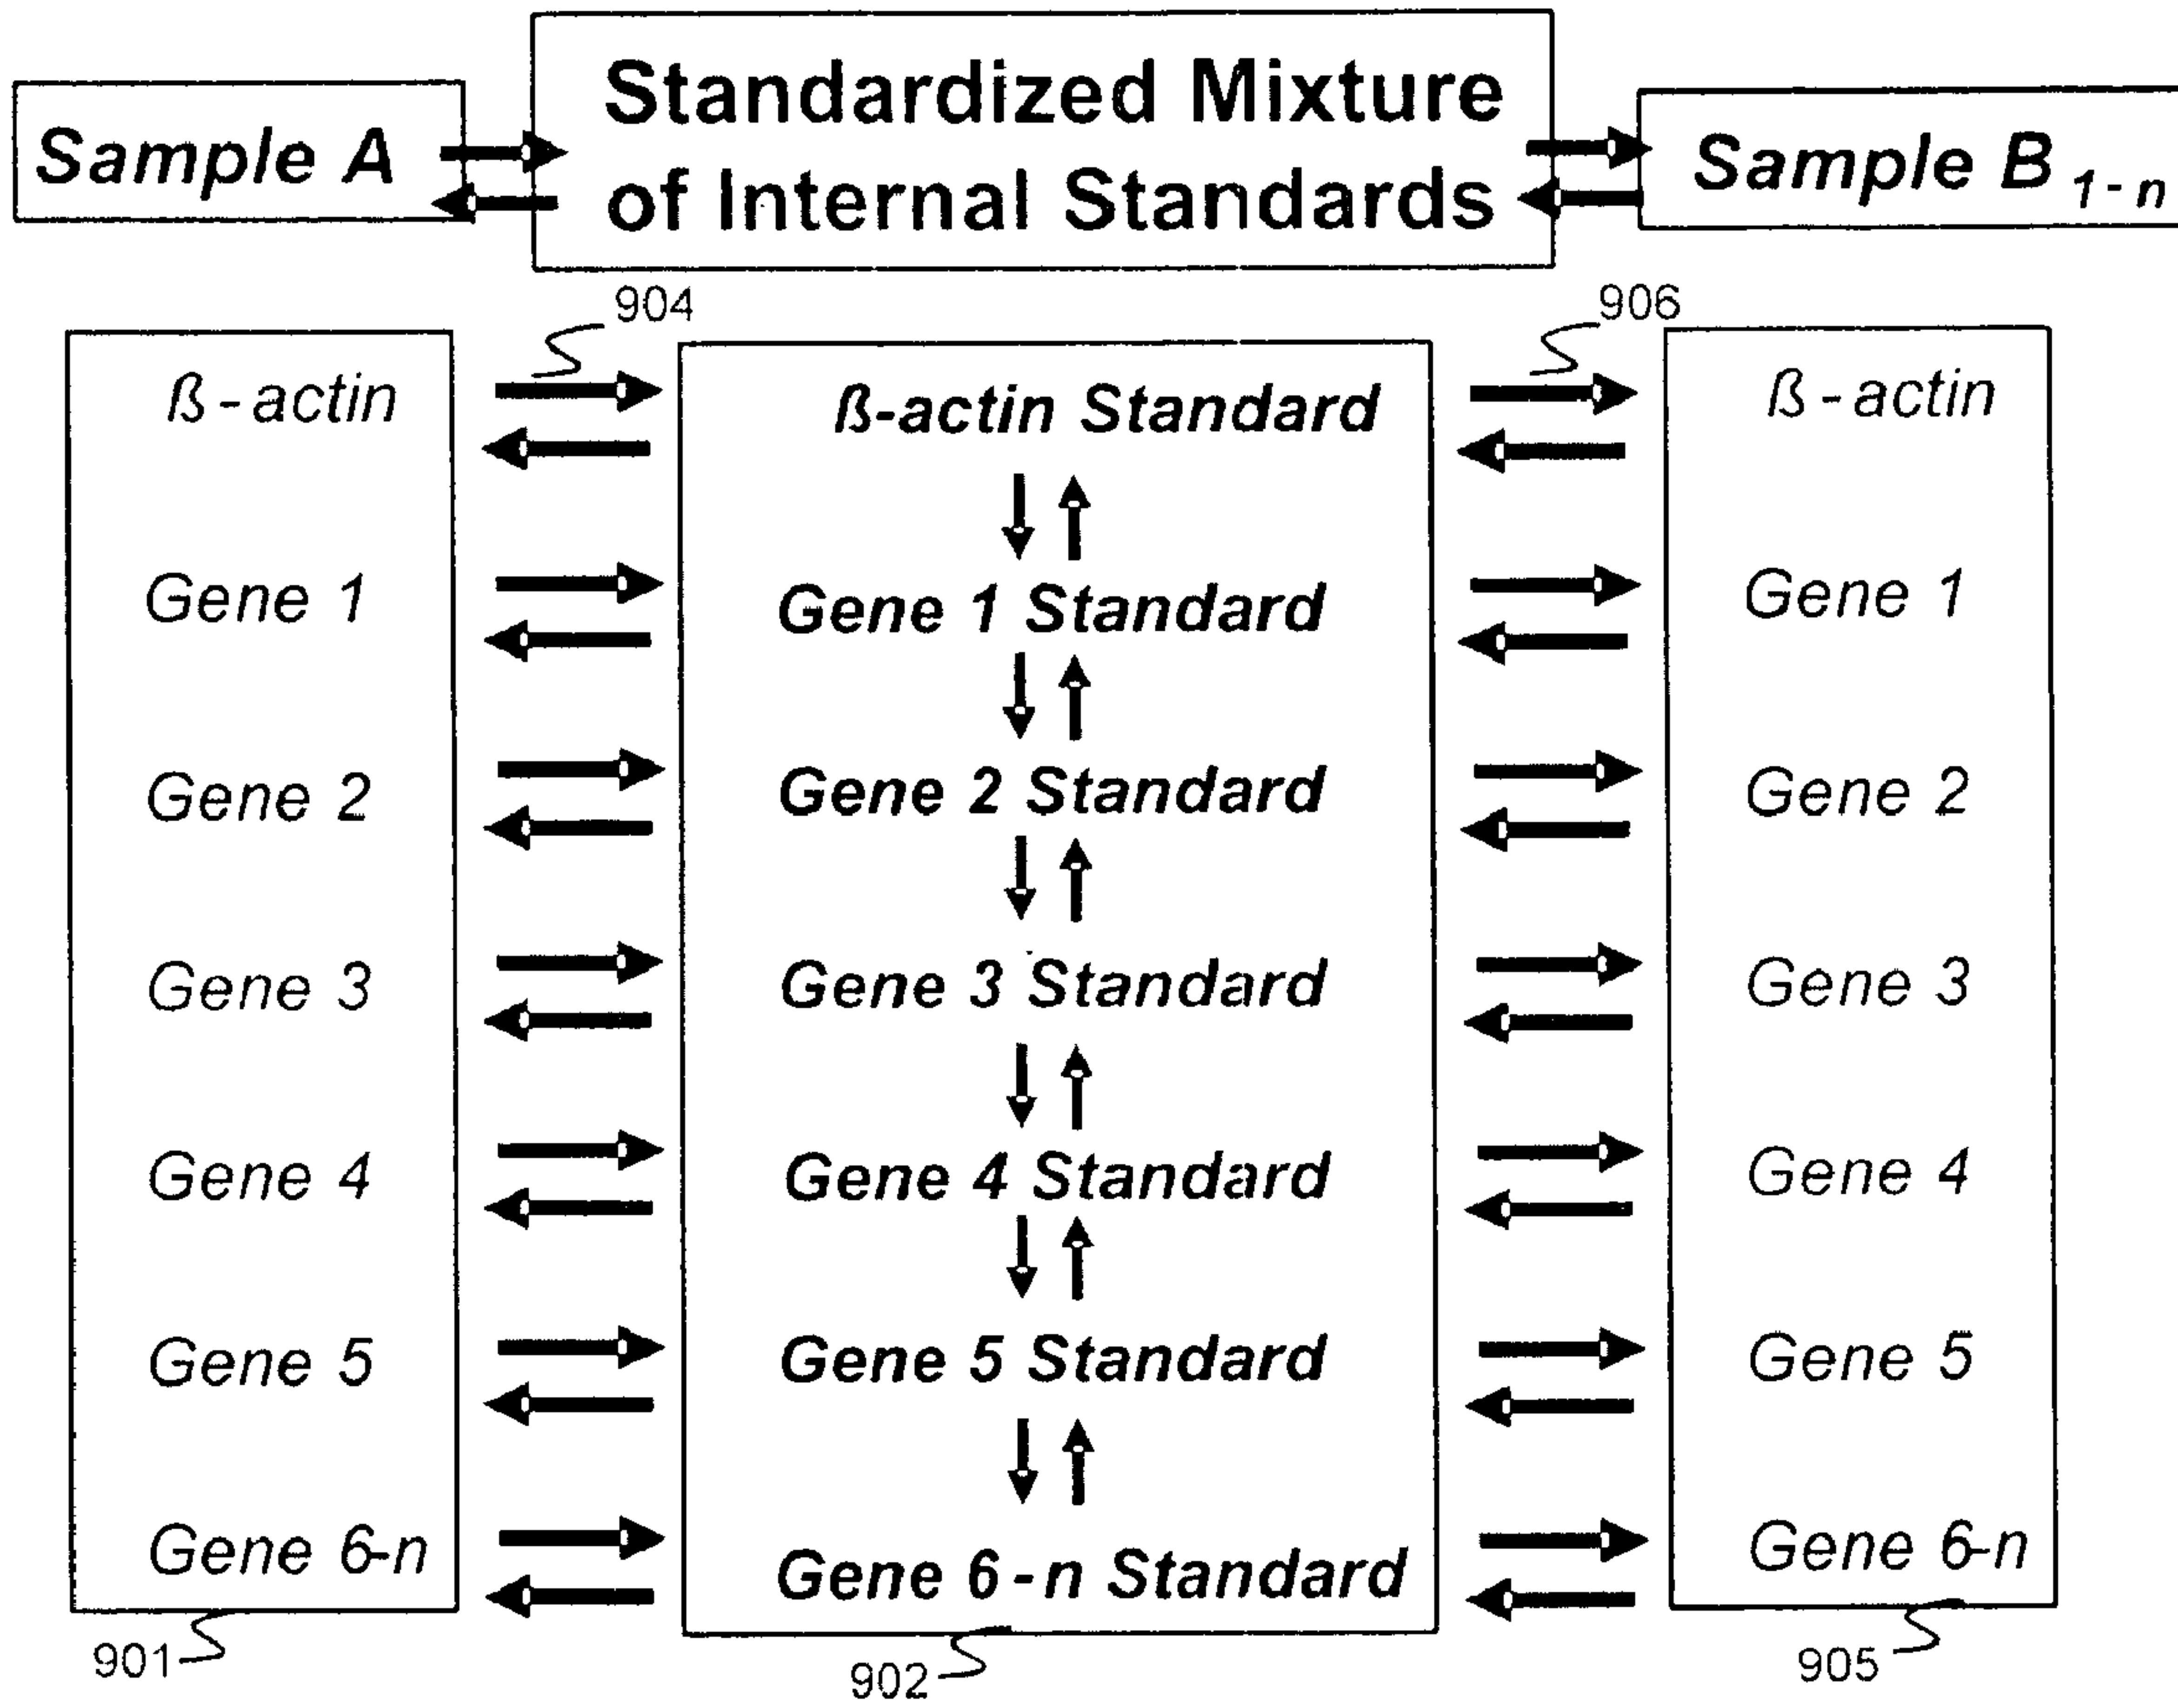 Sample A
Standardized Mixture
of Internal Standards
Sample B 1-n
904
906
ß-actin
ß-actin Standard
ß-actin
Gene 1
Gene 1 Standard
Gene 1
Gene 2
Gene 2 Standard
Gene 2
Gene 3
Gene 3 Standard
Gene 3
Gene 4
Gene 4 Standard
Gene 4
Gene 5
Gene 5 Standard
Gene 5
Gene 6-n
Gene 6-n Standard
Gene 6-n
901
902
905